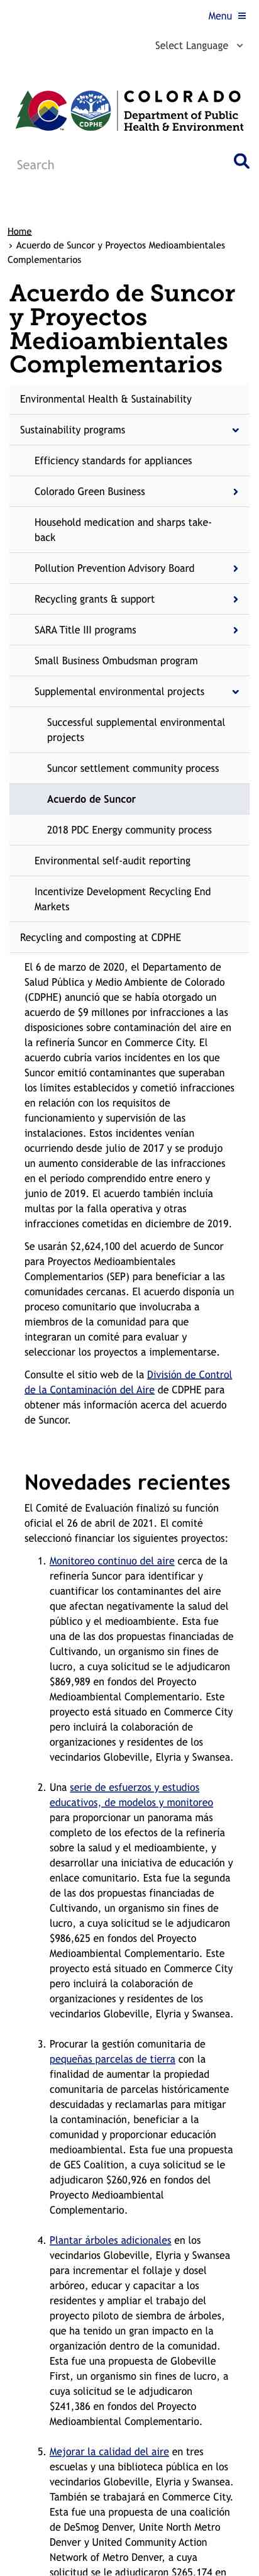 Menu
Select Language
COLORADO
Department of Public
Health & Environment
CDPHE
Search
Home
› Acuerdo de Suncor y Proyectos Medioambientales
Complementarios
Acuerdo de Suncor
y Proyectos
Medioambientales
Complementarios
Environmental Health & Sustainability
Sustainability programs
Efficiency standards for appliances
Colorado Green Business
Household medication and sharps take-
back
Pollution Prevention Advisory Board
Recycling grants & support
SARA Title III programs
Small Business Ombudsman program
Supplemental environmental projects
Successful supplemental environmental
projects
Suncor settlement community process
Acuerdo de Suncor
2018 PDC Energy community process
Environmental self-audit reporting
Incentivize Development Recycling End
Markets
Recycling and composting at CDPHE
El 6 de marzo de 2020, el Departamento de
Salud Pública y Medio Ambiente de Colorado
(CDPHE) anunció que se había otorgado un
acuerdo de $9 millones por infracciones a las
disposiciones sobre contaminación del aire en
la refinería Suncor en Commerce City. El
acuerdo cubría varios incidentes en los que
Suncor emitió contaminantes que superaban
los límites establecidos y cometió infracciones
en relación con los requisitos de
funcionamiento y supervisión de las
instalaciones. Estos incidentes venían
ocurriendo desde julio de 2017 y se produjo
un aumento considerable de las infracciones
en el período comprendido entre enero y
junio de 2019. El acuerdo también incluía
multas por la falla operativa y otras
infracciones cometidas en diciembre de 2019.
Se usarán $2,624,100 del acuerdo de Suncor
para Proyectos Medioambientales
Complementarios (SEP) para beneficiar a las
comunidades cercanas. El acuerdo disponía un
proceso comunitario que involucraba a
miembros de la comunidad para que
integraran un comité para evaluar y
seleccionar los proyectos a implementarse.
Consulte el sitio web de la División de Control
de la Contaminación del Aire de CDPHE para
obtener más información acerca del acuerdo
de Suncor.
Novedades recientes
El Comité de Evaluación finalizó su función
oficial el 26 de abril de 2021. El comité
seleccionó financiar los siguientes proyectos:
1. Monitoreo continuo del aire cerca de la
refinería Suncor para identificar y
cuantificar los contaminantes del aire
que afectan negativamente la salud del
público y el medioambiente. Esta fue
una de las dos propuestas financiadas de
Cultivando, un organismo sin fines de
lucro, a cuya solicitud se le adjudicaron
$869,989 en fondos del Proyecto
Medioambiental Complementario. Este
proyecto está situado en Commerce City
pero incluirá la colaboración de
organizaciones y residentes de los
vecindarios Globeville, Elyria y Swansea.
2. Una serie de esfuerzos y estudios
educativos, de modelos y monitoreo
para proporcionar un panorama más
completo de los efectos de la refinería
sobre la salud y el medioambiente, y
desarrollar una iniciativa de educación y
enlace comunitario. Esta fue la segunda
de las dos propuestas financiadas de
Cultivando, un organismo sin fines de
lucro, a cuya solicitud se le adjudicaron
$986,625 en fondos del Proyecto
Medioambiental Complementario. Este
proyecto está situado en Commerce City
pero incluirá la colaboración de
organizaciones y residentes de los
vecindarios Globeville, Elyria y Swansea.
3. Procurar la gestión comunitaria de
pequeñas parcelas de tierra con la
finalidad de aumentar la propiedad
comunitaria de parcelas históricamente
descuidadas y reclamarlas para mitigar
la contaminación, beneficiar a la
comunidad y proporcionar educación
medioambiental. Esta fue una propuesta
de GES Coalition, a cuya solicitud se le
adjudicaron $260,926 en fondos del
Proyecto Medioambiental
Complementario.
4. Plantar árboles adicionales en los
vecindarios Globeville, Elyria y Swansea
para incrementar el follaje y dosel
arbóreo, educar y capacitar a los
residentes y ampliar el trabajo del
proyecto piloto de siembra de árboles,
que ha tenido un gran impacto en la
organización dentro de la comunidad.
Esta fue una propuesta de Globeville
First, un organismo sin fines de lucro, a
cuya solicitud se le adjudicaron
$241,386 en fondos del Proyecto
Medioambiental Complementario.
5. Mejorar la calidad del aire en tres
escuelas y una biblioteca pública en los
vecindarios Globeville, Elyria y Swansea.
También se trabajará en Commerce City.
Esta fue una propuesta de una coalición
de DeSmog Denver, Unite North Metro
Denver y United Community Action
Network of Metro Denver, a cuya
solicitud se le adjudicaron $265,174 en